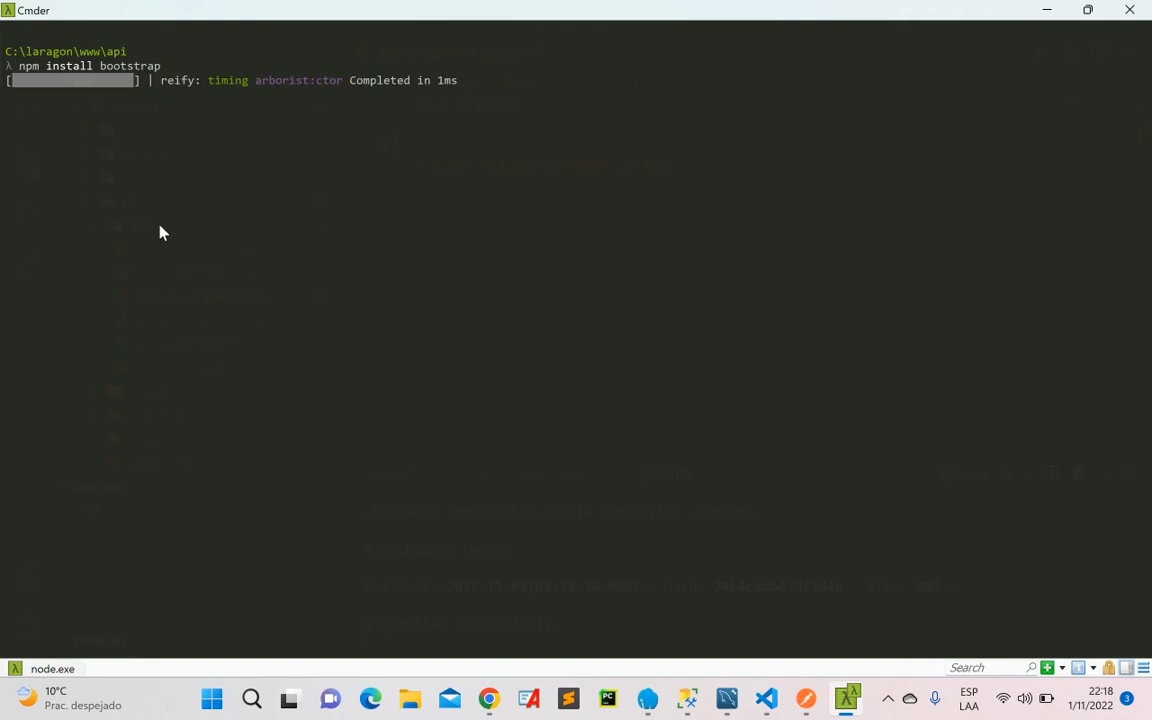 Cmder
C:\laragon\www\api
λ npm install bootstrap
[ ] | reify: timing arborist:ctor Completed in 1ms
node.exe
Search
10°C
Prac. despejado
ESP
LAA
22:18
1/11/2022
3